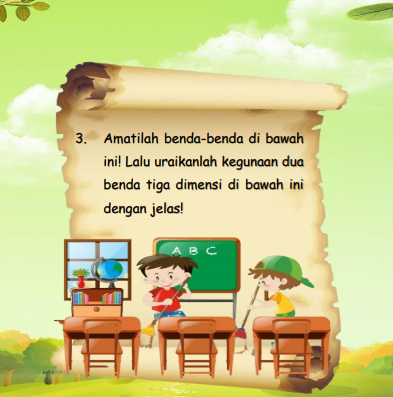 3. Amatilah benda-benda di bawah
ini! Lalu uraikanlah kegunaan dua
benda tiga dimensi di bawah ini
dengan jelas!
A B C